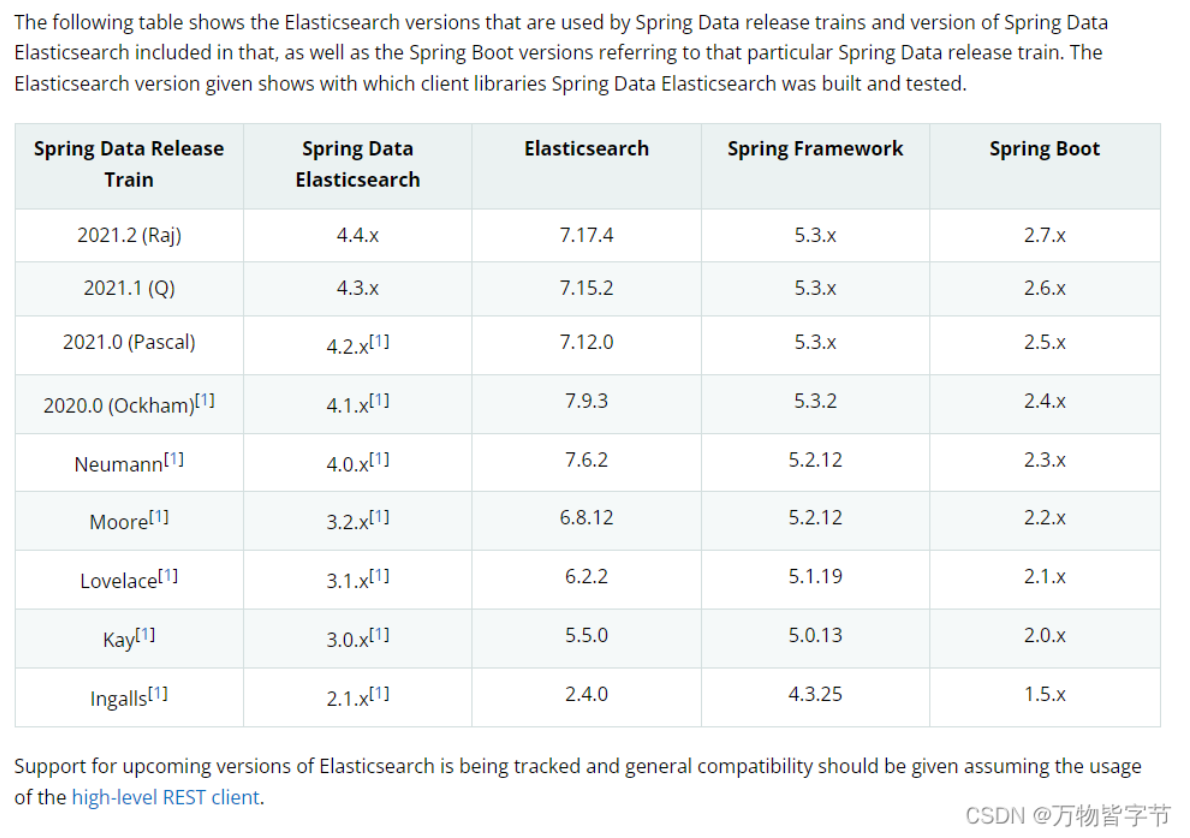 The following table shows the Elasticsearch versions that are used by Spring Data release trains and version of Spring Data
Elasticsearch included in that, as well as the Spring Boot versions referring to that particular Spring Data release train. The
Elasticsearch version given shows with which client libraries Spring Data Elasticsearch was built and tested.
Spring Data Release Train Spring Data Elasticsearch Elasticsearch Spring Framework Spring Boot
2021.2 (Raj) 4.4.x 7.17.4 5.3.x 2.7.x
2021.1 (Q) 4.3.x 7.15.2 5.3.x 2.6.x
2021.0 (Pascal) 4.2.x[1] 7.12.0 5.3.x 2.5.x
2020.0 (Ockham)[1] 4.1.x[1] 7.9.3 5.3.2 2.4.x
Neumann[1] 4.0.x[1] 7.6.2 5.2.12 2.3.x
Moore[1] 3.2.x[1] 6.8.12 5.2.12 2.2.x
Lovelace[1] 3.1.x[1] 6.2.2 5.1.19 2.1.x
Kay[1] 3.0.x[1] 5.5.0 5.0.13 2.0.x
Ingalls[1] 2.1.x[1] 2.4.0 4.3.25 1.5.x
Support for upcoming versions of Elasticsearch is being tracked and general compatibility should be given assuming the usage
of the high-level REST client.
CSDN @万物皆字节